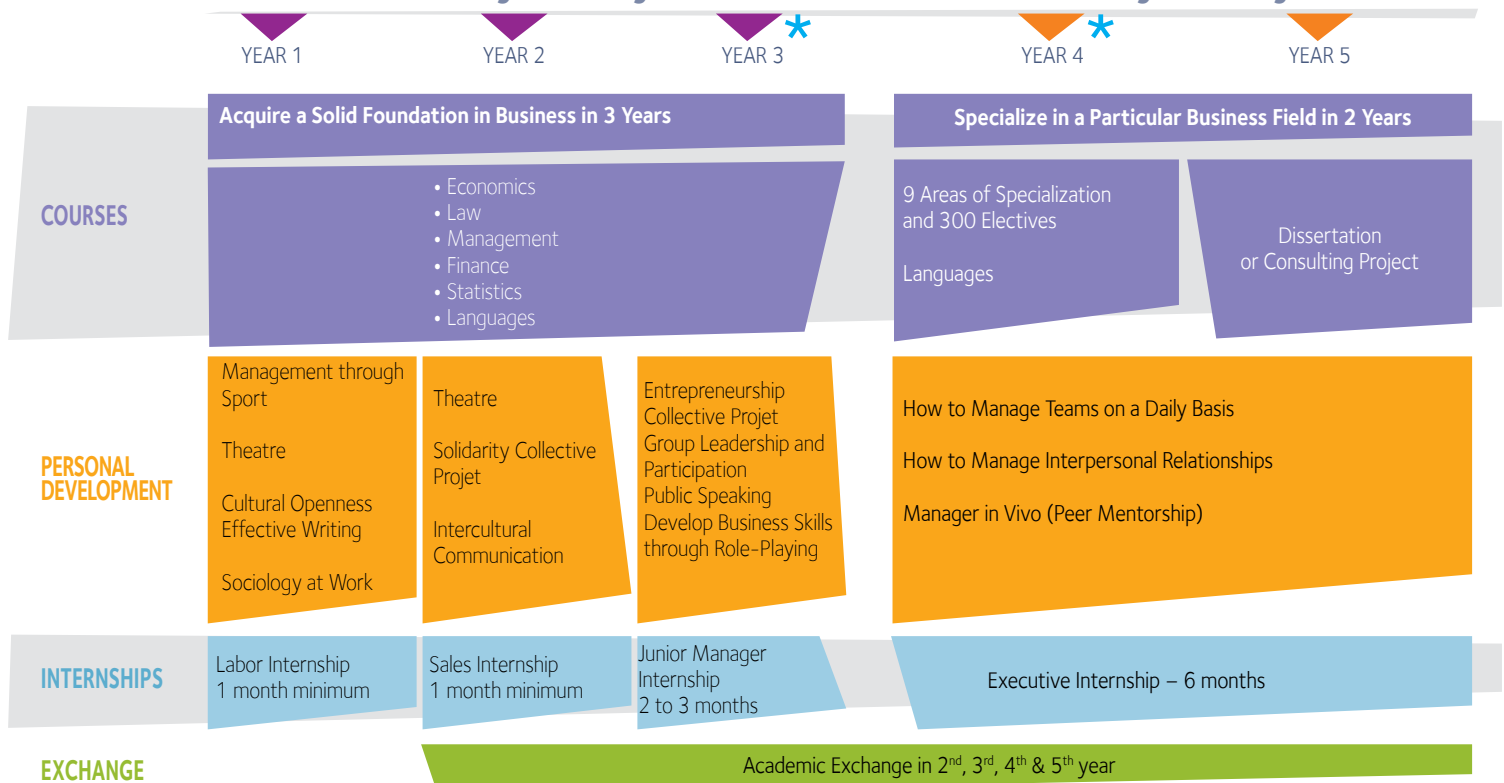 YEAR 1
YEAR 2
YEAR 3 *
YEAR 4 *
YEAR 5
COURSES
Acquire a Solid Foundation in Business in 3 Years
• Economics
• Law
• Management
• Finance
• Statistics
• Languages
Specialize in a Particular Business Field in 2 Years
9 Areas of Specialization
and 300 Electives
Languages
Dissertation
or Consulting Project
PERSONAL
DEVELOPMENT
Management through
Sport
Theatre
Cultural Openness
Effective Writing
Sociology at Work
Theatre
Solidarity Collective
Projet
Intercultural
Communication
Entrepreneurship
Collective Projet
Group Leadership and
Participation
Public Speaking
Develop Business Skills
through Role-Playing
How to Manage Teams on a Daily Basis
How to Manage Interpersonal Relationships
Manager in Vivo (Peer Mentorship)
INTERNSHIPS
Labor Internship
1 month minimum
Sales Internship
1 month minimum
Junior Manager
Internship
2 to 3 months
Executive Internship – 6 months
EXCHANGE
Academic Exchange in 2nd, 3rd, 4th & 5th year